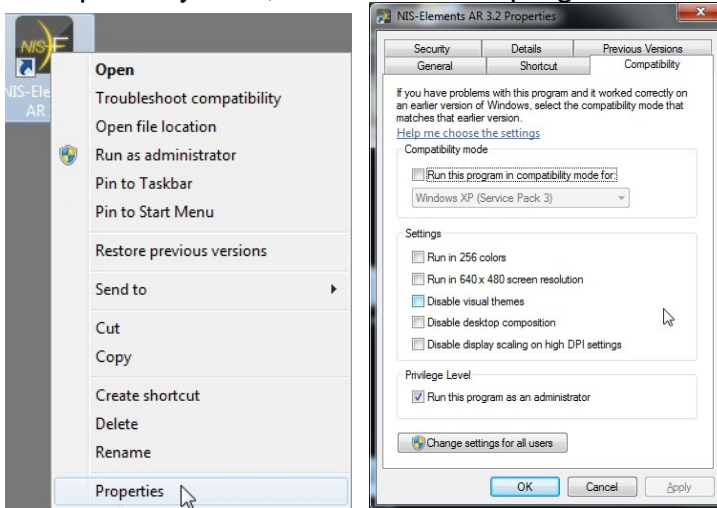 NIS-E
NIS-Ele
AR
Open
Troubleshoot compatibility
Open file location
Run as administrator
Pin to Taskbar
Pin to Start Menu
Restore previous versions
Send to
Cut
Copy
Create shortcut
Delete
Rename
Properties
NIS-Elements AR 3.2 Properties
Security Details Previous Versions
General Shortcut Compatibility
If you have problems with this program and it worked correctly on
an earlier version of Windows, select the compatibility mode that
matches that earlier version.
Help me choose the settings
Compatibility mode
Run this program in compatibility mode for:
Windows XP (Service Pack 3)
Settings
Run in 256 colors
Run in 640 x 480 screen resolution
Disable visual themes
Disable desktop composition
Disable display scaling on high DPI settings
Privilege Level
Run this program as an administrator
Change settings for all users
OK Cancel Apply